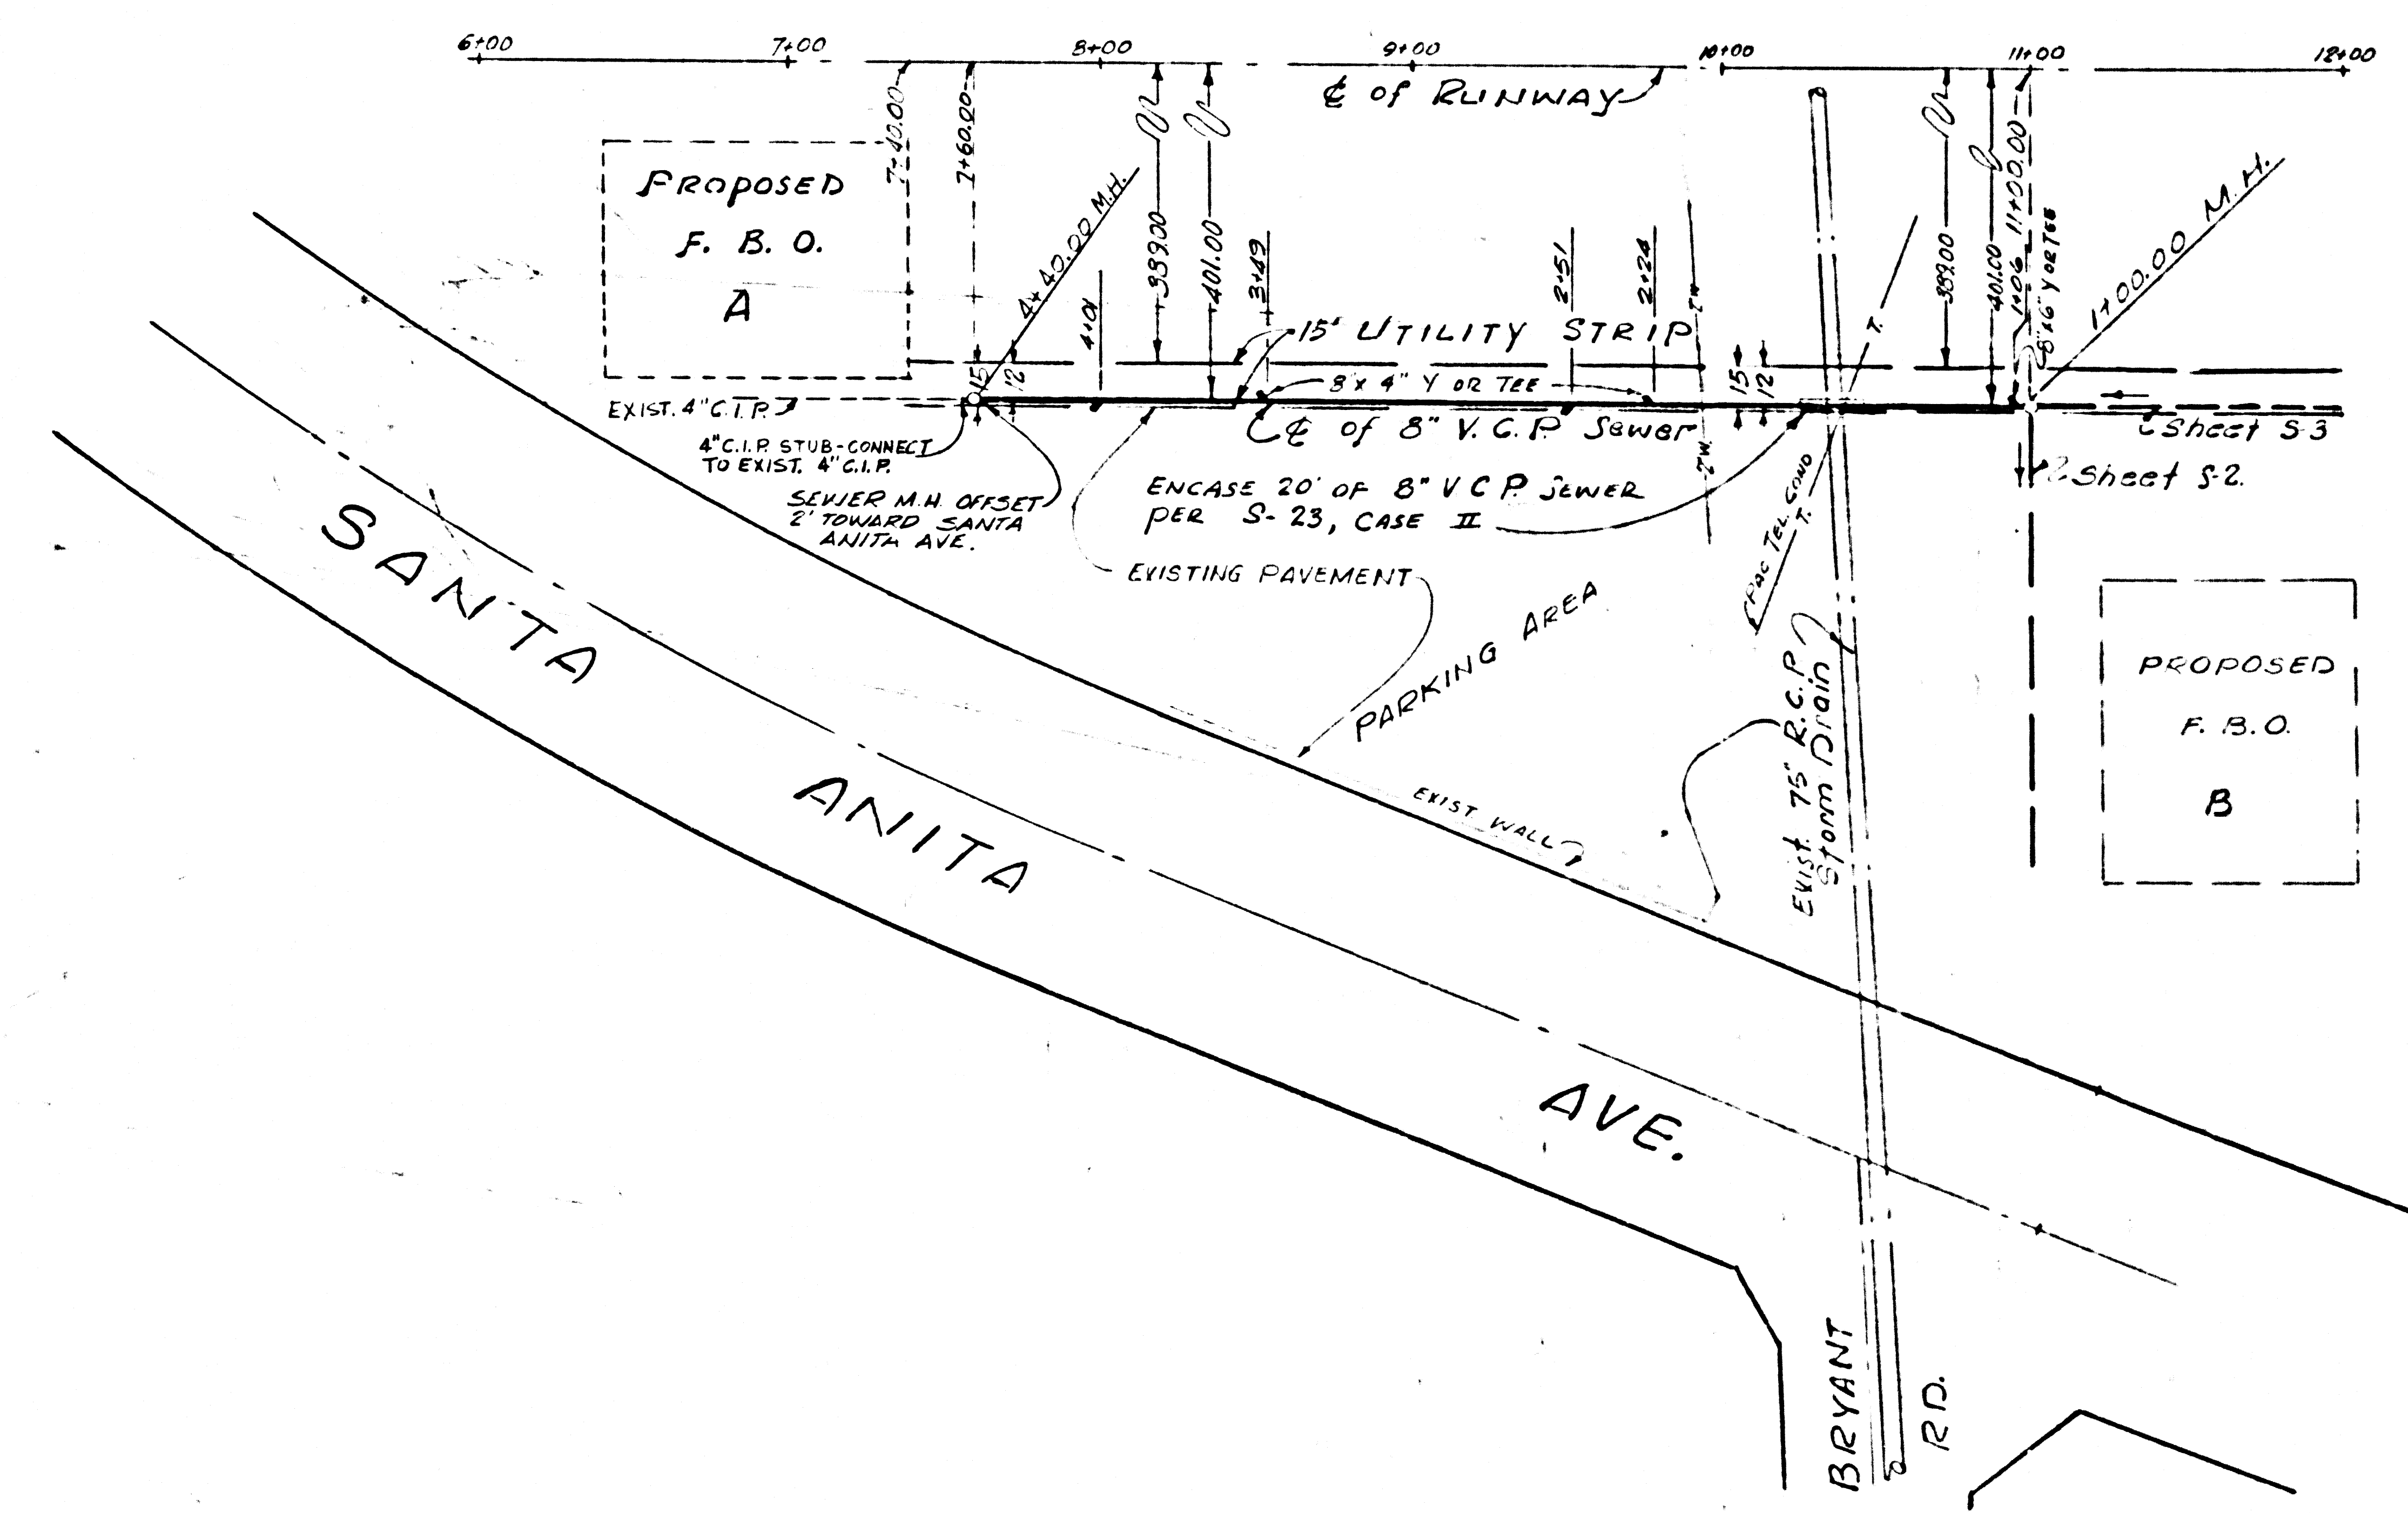 6+00
7+00
8+00
9+00
10+00
11+00
12+00
℄ of RUNWAY
7+40.00
7+60.00
PROPOSED
F. B. O.
A
4+40.00 M.H.
4+01
389.00
401.00
3+49
2+51
2+24
T.W.
389.00
401.00
1+06
11+00.00
8"x6" Y OR TEE
1+00.00 M.H.
15' UTILITY STRIP
15
12
8"x 4" Y OR TEE
15
12
T.
EXIST. 4" C.I.P.
℄ of 8" V.C.P. Sewer
Sheet S-3
Sheet S-2.
4" C.I.P. STUB-CONNECT
TO EXIST. 4" C.I.P.
SEWER M.H. OFFSET
2' TOWARD SANTA
ANITA AVE.
ENCASE 20' OF 8" V C P. SEWER
PER S-23, CASE II
T.W.
PAC TEL. COND
T.
EXISTING PAVEMENT
PARKING AREA
EXIST. 75" R.C.P
Storm Drain
EXIST WALL
PROPOSED
F. B. O.
B
SANTA
ANITA
AVE.
BRYANT
RD.